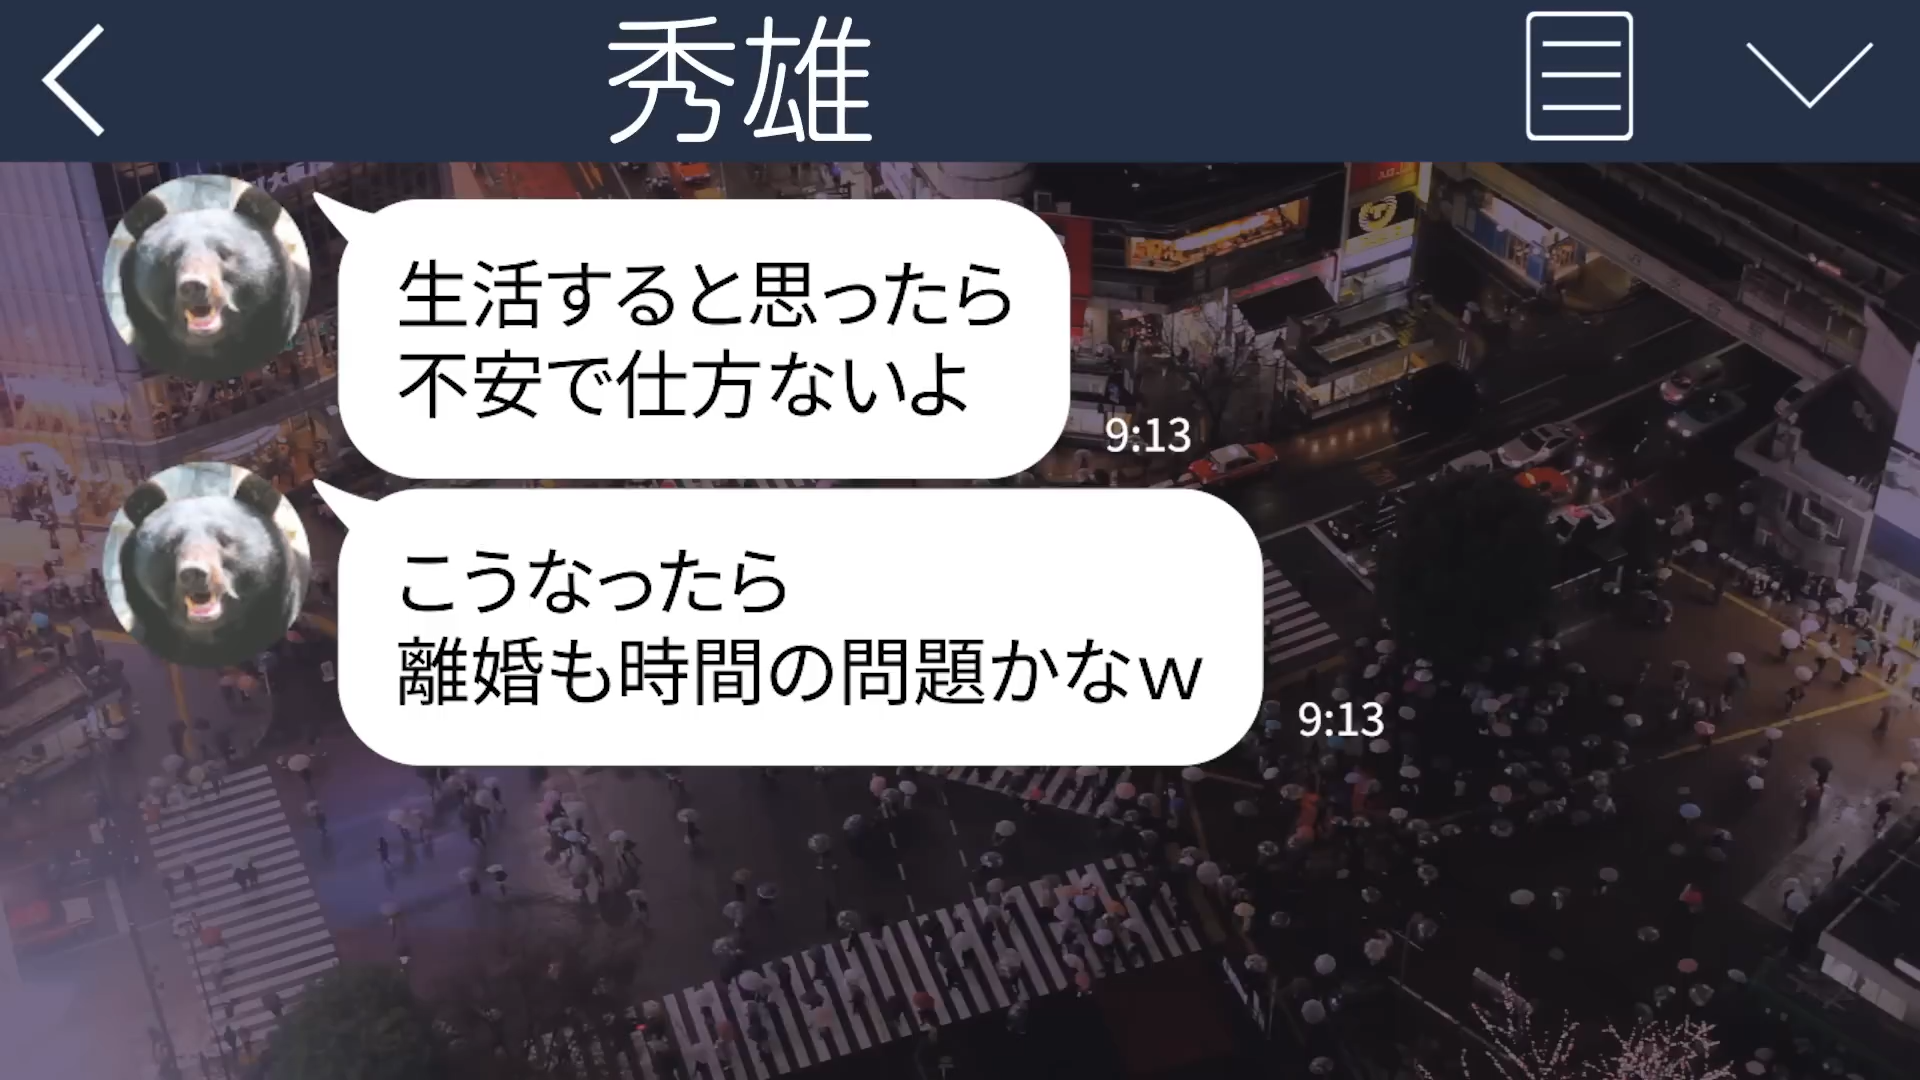 秀雄
生活すると思ったら
不安で仕方ないよ
9:13
こうなったら
離婚も時間の問題かなw
9:13